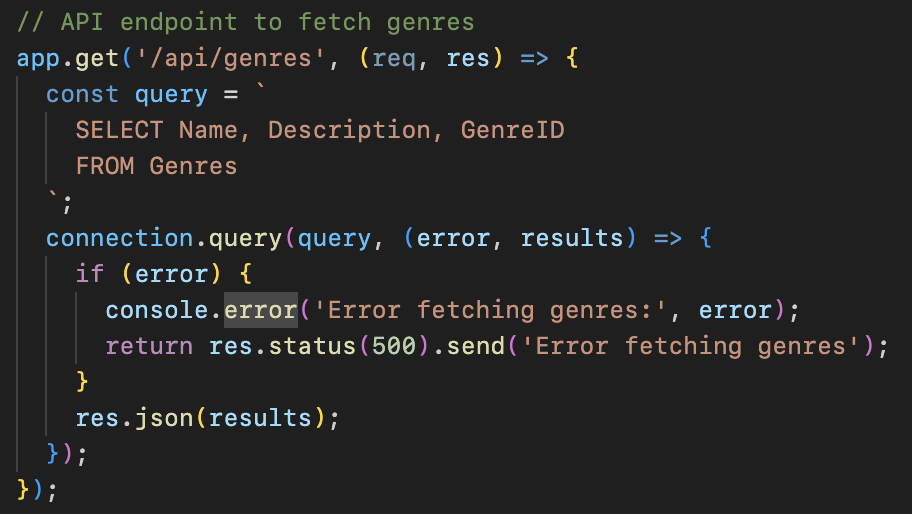 // API endpoint to fetch genres
app.get('/api/genres', (req, res) => {
  const query = `
    SELECT Name, Description, GenreID
    FROM Genres
  `;
  connection.query(query, (error, results) => {
    if (error) {
      console.error('Error fetching genres:', error);
      return res.status(500).send('Error fetching genres');
    }
    res.json(results);
  });
});